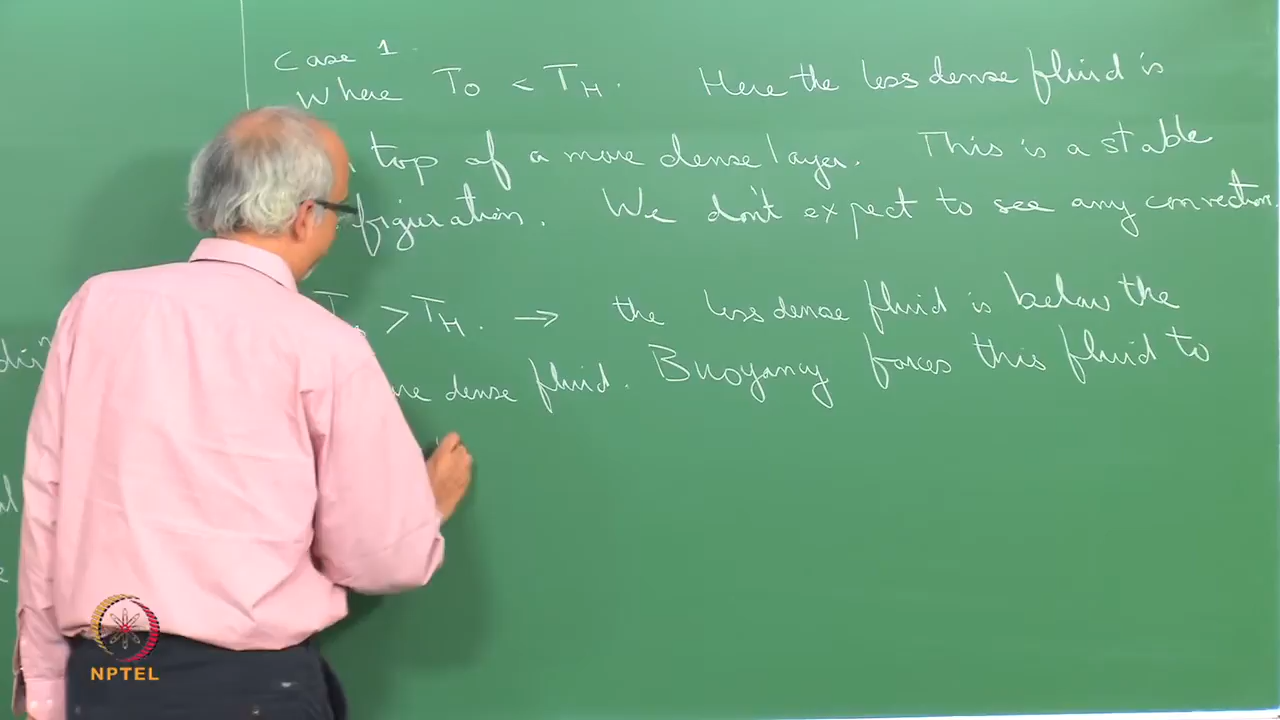 Case 1.
Where T0 < TH. Here the less dense fluid is
top of a more dense layer. This is a stable
figuration. We don't expect to see any convection.
> TH. → the less dense fluid is below the
dense fluid. Buoyancy forces this fluid to
NPTEL